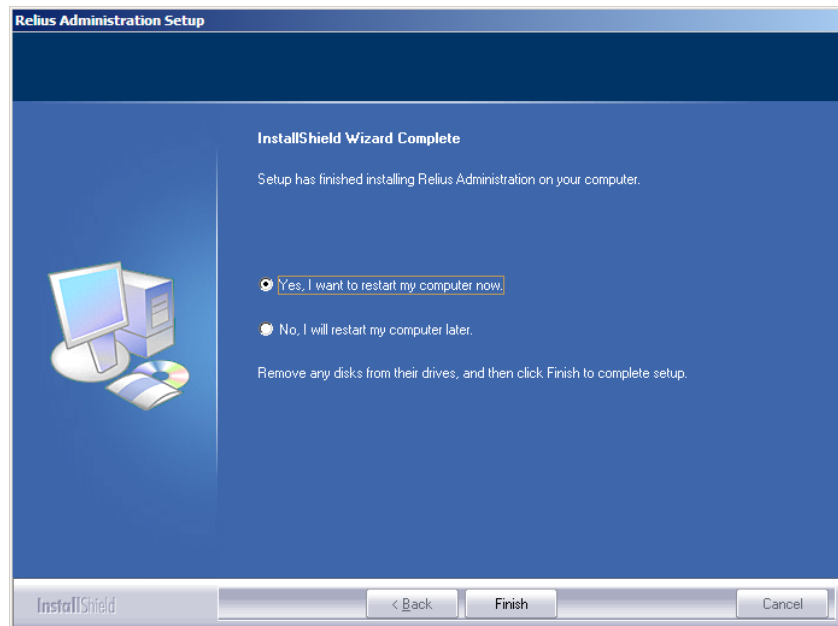 Relius Administration Setup
InstallShield Wizard Complete
Setup has finished installing Relius Administration on your computer.
Yes, I want to restart my computer now.
No, I will restart my computer later.
Remove any disks from their drives, and then click Finish to complete setup.
InstallShield
< Back
Finish
Cancel